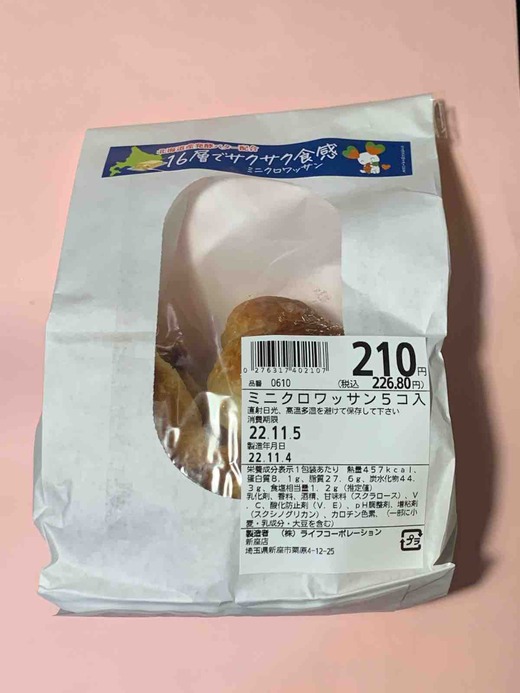 北海道産発酵バター配合
16層でサクサク食感
ミニクロワッサン
0 276317 402107
210円
品番 0610
(税込 226.80円)
ミニクロワッサン5コ入
直射日光、高温多湿を避けて保存して下さい
消費期限
22.11.5
製造年月日
22.11.4
栄養成分表示1包装あたり 熱量457kcal、
蛋白質8.1g、脂質27.6g、炭水化物44.
3g、食塩相当量1.2g(推定値)
乳化剤、香料、酒精、甘味料(スクラロース)、V
.C、酸化防止剤(V.E)、pH調整剤、増粘剤
(スクシノグリカン)、カロチン色素、(一部に小
麦・乳成分・大豆を含む)
製造者 (株)ライフコーポレーション
新座店
埼玉県新座市栗原4-12-25
プラ